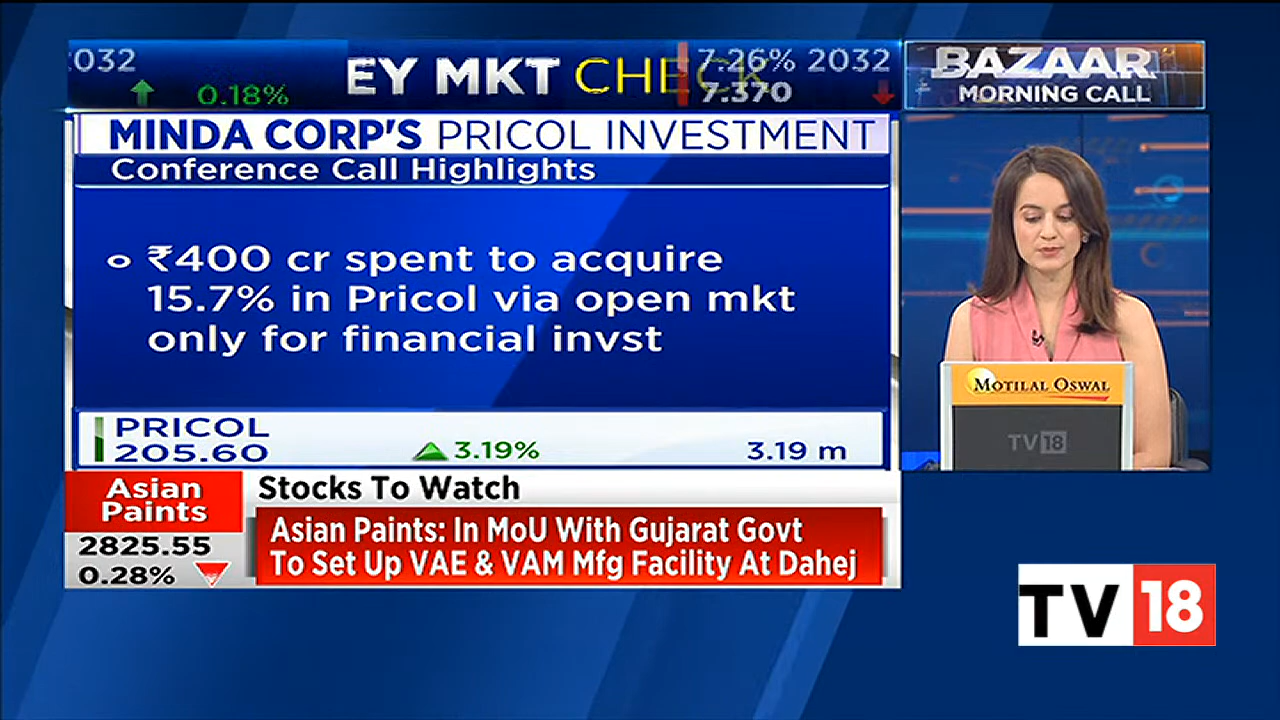 :032
0.18%
EY MKT CHECK
7.26% 2032
7.370
BAZAAR
MORNING CALL
MINDA CORP'S PRICOL INVESTMENT
Conference Call Highlights
₹400 cr spent to acquire
15.7% in Pricol via open mkt
only for financial invst
PRICOL
205.60
3.19%
3.19 m
MOTILAL OSWAL
TV18
Asian
Paints
2825.55
0.28%
Stocks To Watch
Asian Paints: In MoU With Gujarat Govt
To Set Up VAE & VAM Mfg Facility At Dahej
TV18